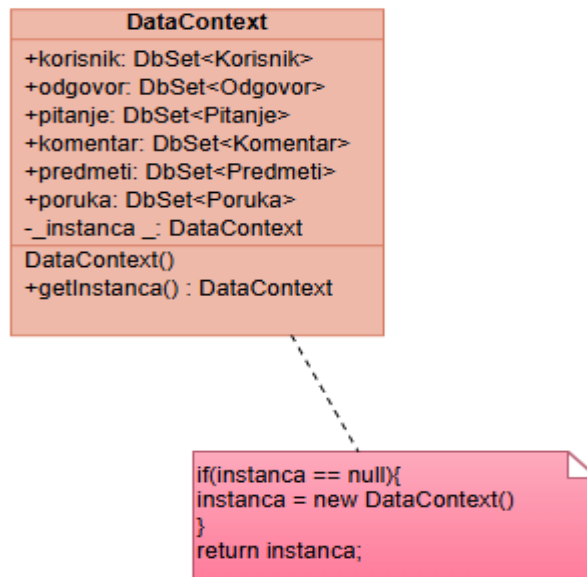 DataContext
+korisnik: DbSet<Korisnik>
+odgovor: DbSet<Odgovor>
+pitanje: DbSet<Pitanje>
+komentar: DbSet<Komentar>
+predmeti: DbSet<Predmeti>
+poruka: DbSet<Poruka>
-_instanca _: DataContext
DataContext()
+getInstanca() : DataContext
if(instanca == null){
instanca = new DataContext()
}
return instanca;